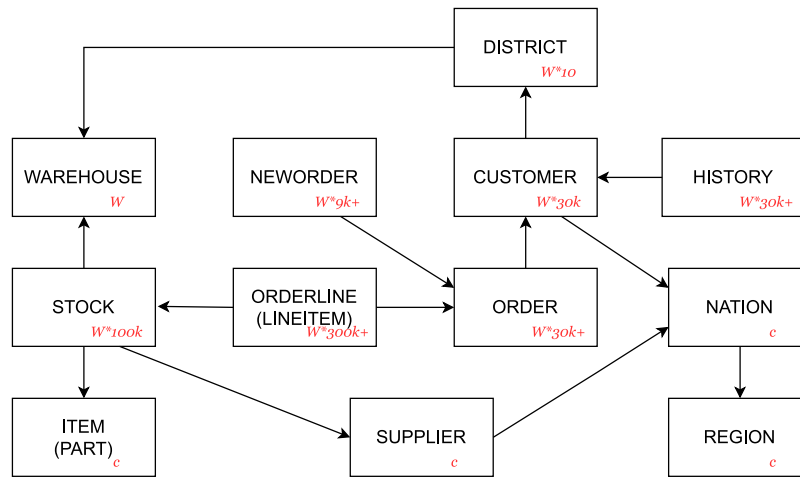 DISTRICT
W*10
WAREHOUSE
W
NEWORDER
W*9k+
CUSTOMER
W*30k
HISTORY
W*30k+
STOCK
W*100k
ORDERLINE
(LINEITEM)
W*300k+
ORDER
W*30k+
NATION
c
ITEM
(PART)
c
SUPPLIER
c
REGION
c